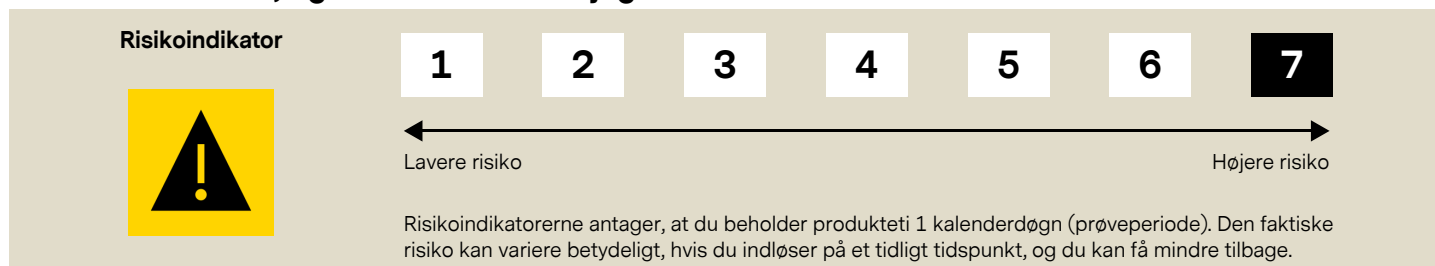 Risikoindikator
1 2 3 4 5 6 7
Lavere risiko Højere risiko
Risikoindikatorerne antager, at du beholder produkteti 1 kalenderdøgn (prøveperiode). Den faktiske
risiko kan variere betydeligt, hvis du indløser på et tidligt tidspunkt, og du kan få mindre tilbage.